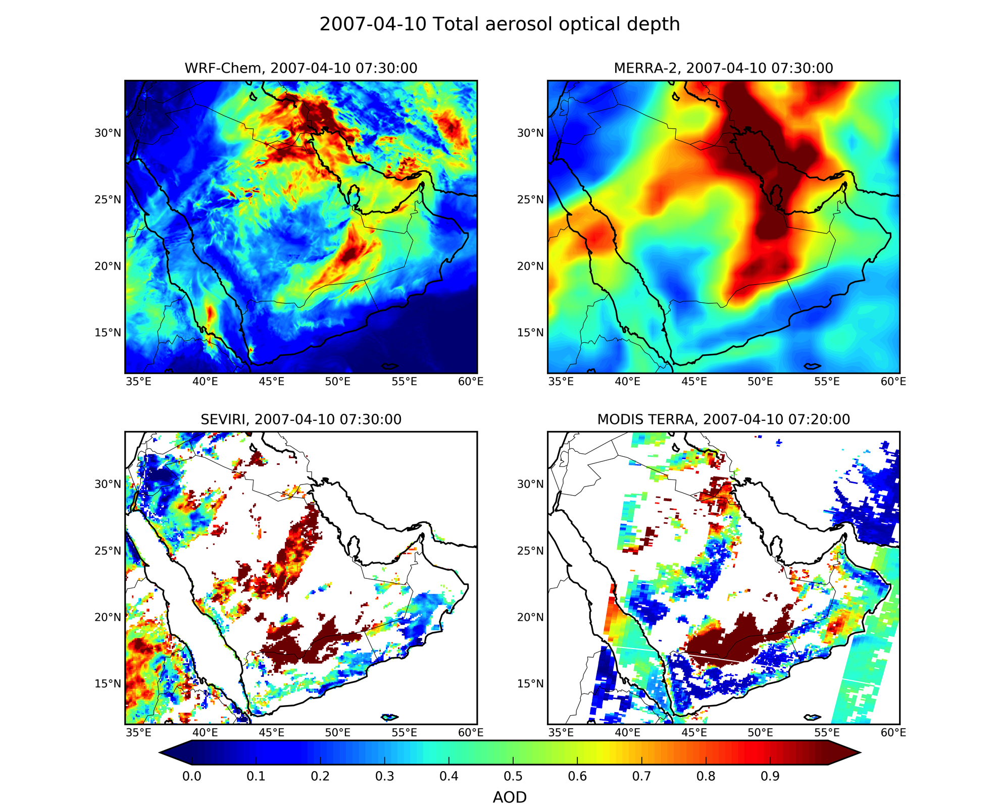 2007-04-10 Total aerosol optical depth
WRF-Chem, 2007-04-10 07:30:00
30°N
25°N
20°N
15°N
35°E 40°E 45°E 50°E 55°E 60°E
MERRA-2, 2007-04-10 07:30:00
30°N
25°N
20°N
15°N
35°E 40°E 45°E 50°E 55°E 60°E
SEVIRI, 2007-04-10 07:30:00
30°N
25°N
20°N
15°N
35°E 40°E 45°E 50°E 55°E 60°E
MODIS TERRA, 2007-04-10 07:20:00
30°N
25°N
20°N
15°N
35°E 40°E 45°E 50°E 55°E 60°E
0.0 0.1 0.2 0.3 0.4 0.5 0.6 0.7 0.8 0.9
AOD